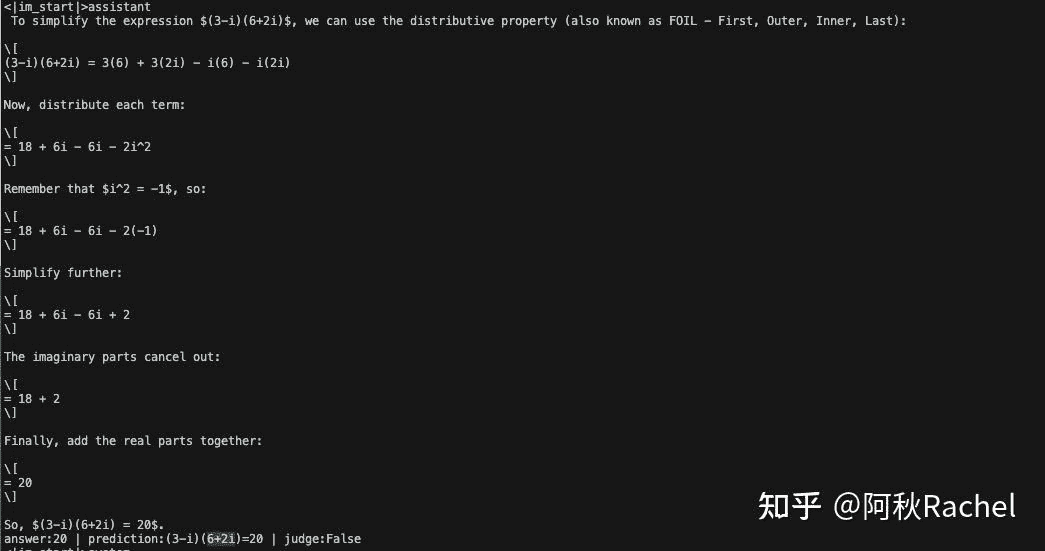 <|im_start|>assistant
To simplify the expression $(3-i)(6+2i)$, we can use the distributive property (also known as FOIL - First, Outer, Inner, Last):
\[
(3-i)(6+2i) = 3(6) + 3(2i) - i(6) - i(2i)
\]
Now, distribute each term:
\[
= 18 + 6i - 6i - 2i^2
\]
Remember that $i^2 = -1$, so:
\[
= 18 + 6i - 6i - 2(-1)
\]
Simplify further:
\[
= 18 + 6i - 6i + 2
\]
The imaginary parts cancel out:
\[
= 18 + 2
\]
Finally, add the real parts together:
\[
= 20
\]
So, $(3-i)(6+2i) = 20$.
answer:20 | prediction:(3-i)(6+2i)=20 | judge:False
<|im_start|>system
知乎 @阿秋Rachel